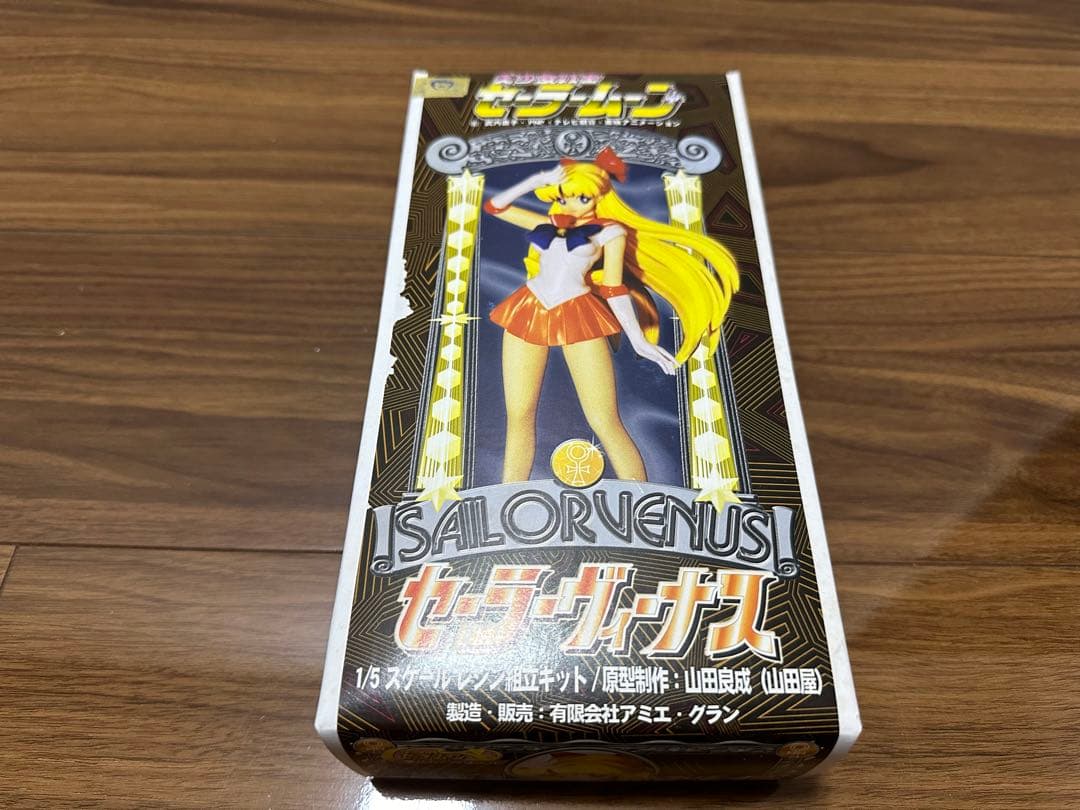 セーラームーン
SAILORVENUS
セーラーヴィーナス
1/5 スケール レジン組立キット / 原型制作 : 山田良成 (山田屋)
製造・販売 : 有限会社アミエ・グラン